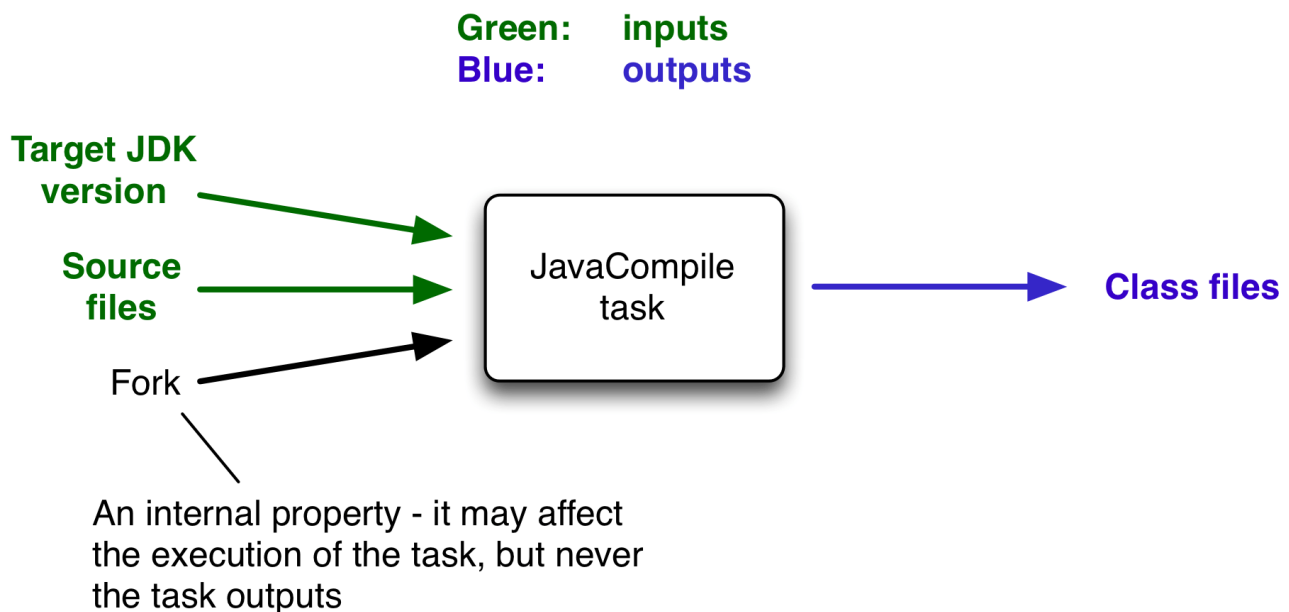 Green: inputs
Blue: outputs
Target JDK
version
Source
files
Fork
JavaCompile
task
Class files
An internal property - it may affect
the execution of the task, but never
the task outputs